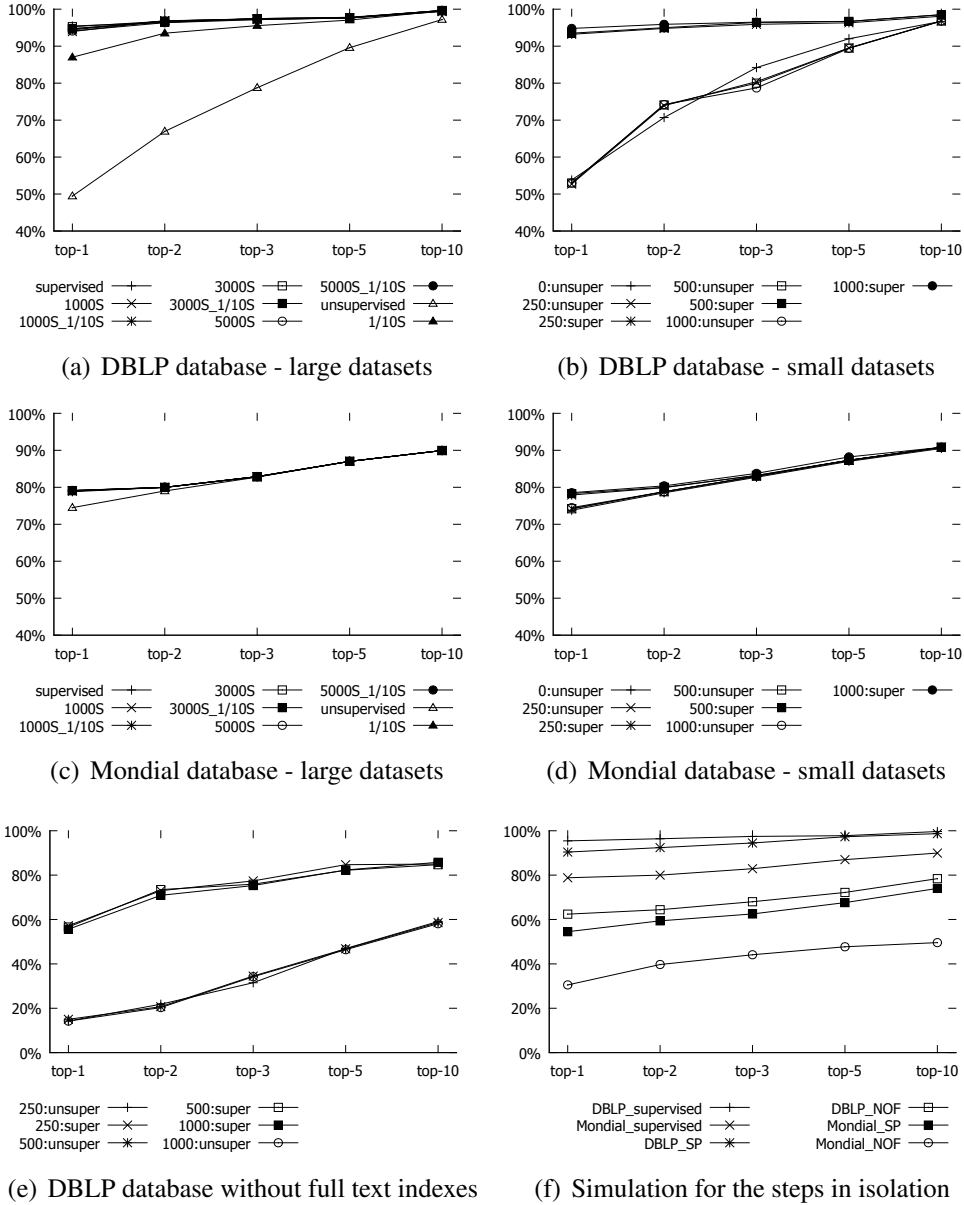 100%
90%
80%
70%
60%
50%
40%
top-1 top-2 top-3 top-5 top-10
supervised 3000S 5000S_1/10S
1000S 3000S_1/10S unsupervised
1000S_1/10S 5000S 1/10S
(a) DBLP database - large datasets
100%
90%
80%
70%
60%
50%
40%
top-1 top-2 top-3 top-5 top-10
0:unsuper 500:unsuper 1000:super
250:unsuper 500:super
250:super 1000:unsuper
(b) DBLP database - small datasets
100%
90%
80%
70%
60%
50%
40%
top-1 top-2 top-3 top-5 top-10
supervised 3000S 5000S_1/10S
1000S 3000S_1/10S unsupervised
1000S_1/10S 5000S 1/10S
(c) Mondial database - large datasets
100%
90%
80%
70%
60%
50%
40%
top-1 top-2 top-3 top-5 top-10
0:unsuper 500:unsuper 1000:super
250:unsuper 500:super
250:super 1000:unsuper
(d) Mondial database - small datasets
100%
80%
60%
40%
20%
0%
top-1 top-2 top-3 top-5 top-10
250:unsuper 500:super
250:super 1000:super
500:unsuper 1000:unsuper
(e) DBLP database without full text indexes
100%
80%
60%
40%
20%
0%
top-1 top-2 top-3 top-5 top-10
DBLP_supervised DBLP_NOF
Mondial_supervised Mondial_SP
DBLP_SP Mondial_NOF
(f) Simulation for the steps in isolation